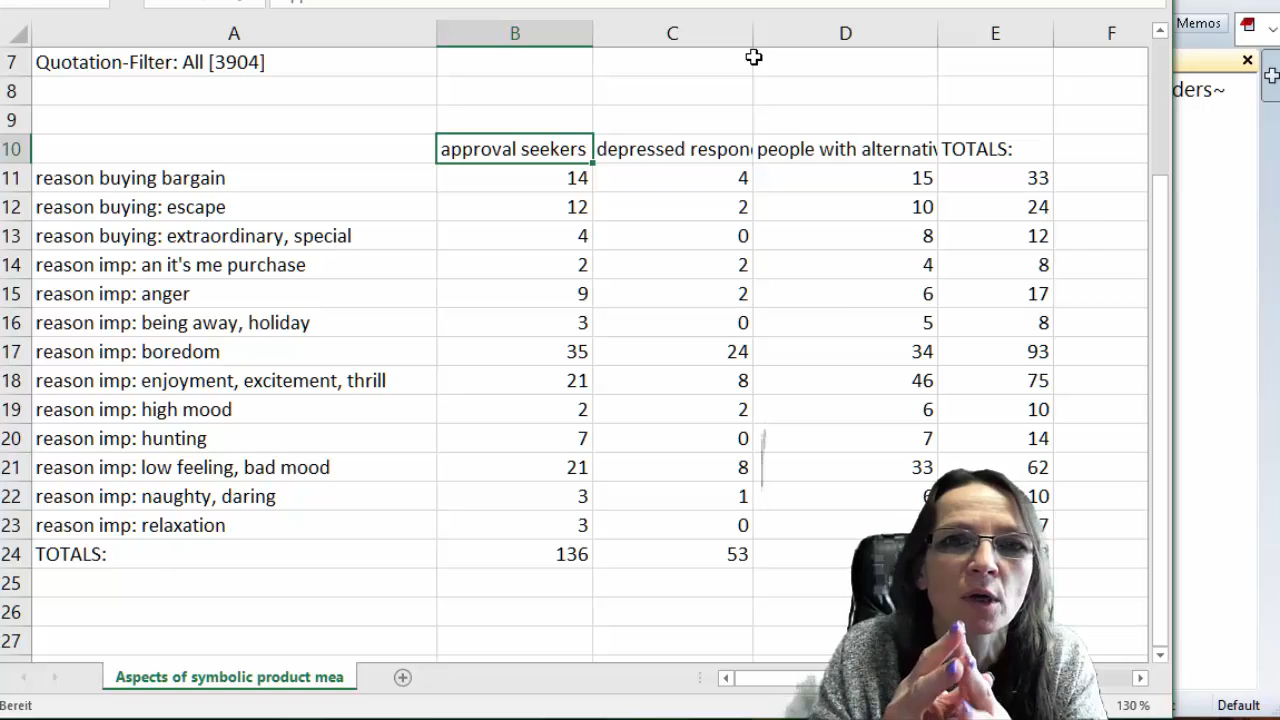 Memos
A B C D E F
7 Quotation-Filter: All [3904]
ders~
8
9
10 approval seekers depressed TOTALS:
people with
11 reason buying bargain 14 4 15 33
12 reason buying: escape 12 2 10 24
13 reason buying: extraordinary, special 4 0 8 12
14 reason imp: an it's me purchase 2 2 4 8
15 reason imp: anger 9 2 6 17
16 reason imp: being away, holiday 3 0 5 8
17 reason imp: boredom 35 24 34 93
18 reason imp: enjoyment, excitement, thrill 21 8 46 75
19 reason imp: high mood 2 2 6 10
20 reason imp: hunting 7 0 7 14
21 reason imp: low feeling, bad mood 21 8 33 62
22 reason imp: naughty, daring 3 1 10
23 reason imp: relaxation 3 0 7
24 TOTALS: 136 53
25
26
27
Aspects of symbolic product mea
Bereit 130 % Default